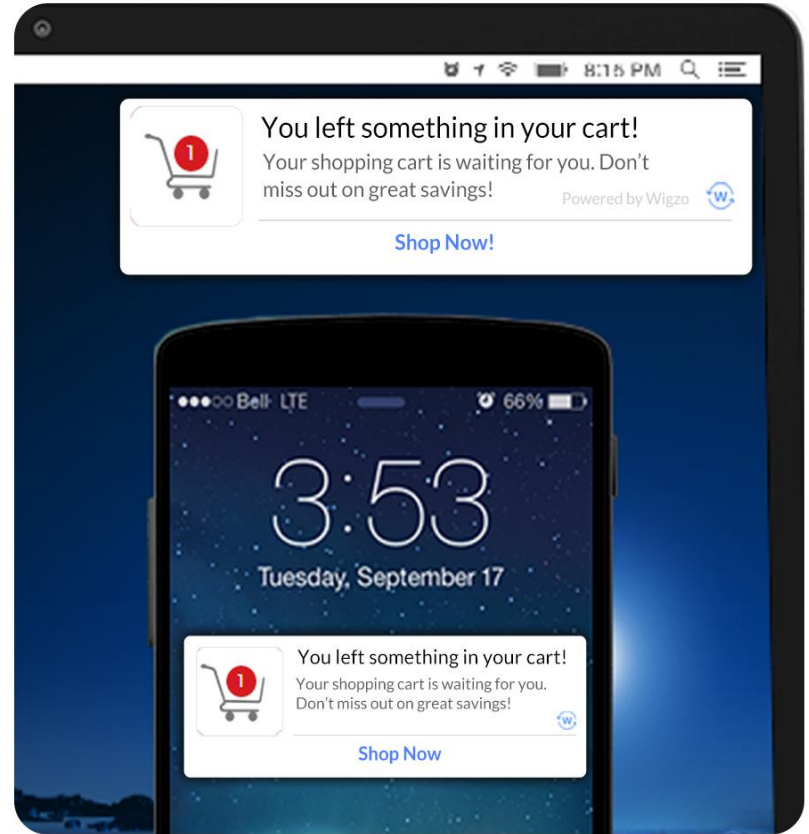 8:15 PM
1
You left something in your cart!
Your shopping cart is waiting for you. Don't
miss out on great savings!
Powered by Wigzo
W
Shop Now!
Bell LTE
66%
3:53
Tuesday, September 17
1
You left something in your cart!
Your shopping cart is waiting for you.
Don't miss out on great savings!
W
Shop Now